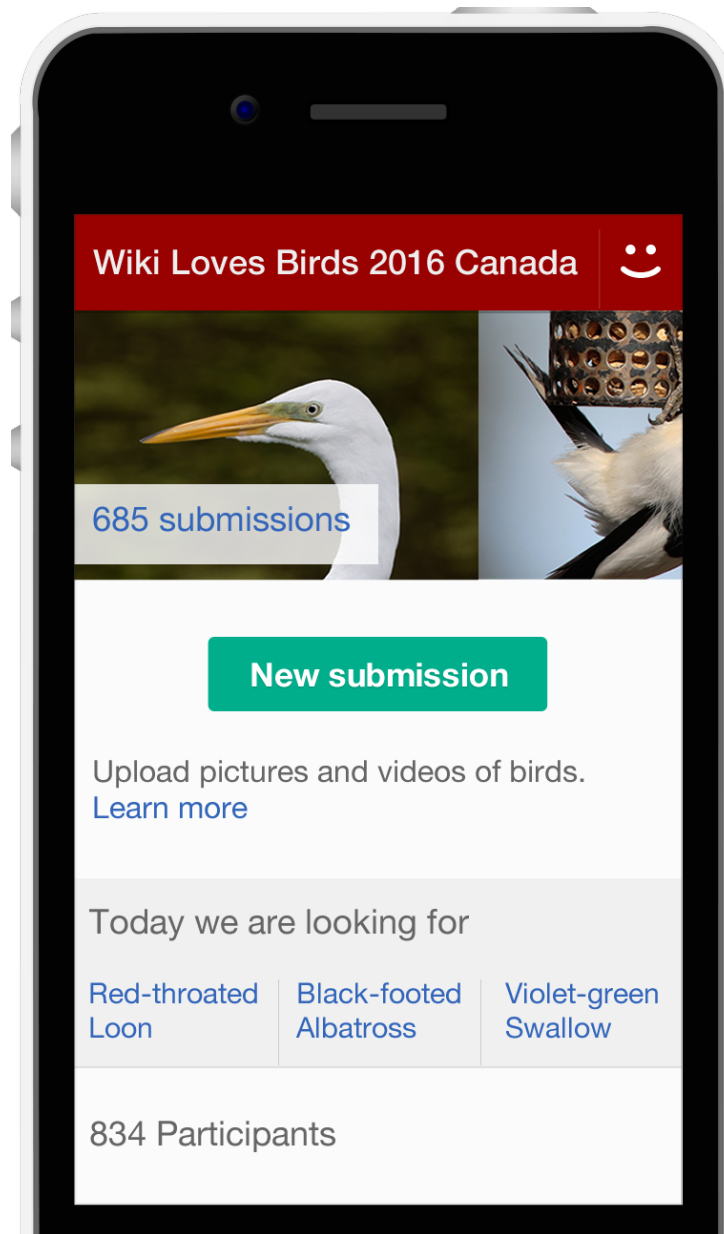 Wiki Loves Birds 2016 Canada
685 submissions
New submission
Upload pictures and videos of birds.
Learn more
Today we are looking for
Red-throated
Loon
Black-footed
Albatross
Violet-green
Swallow
834 Participants